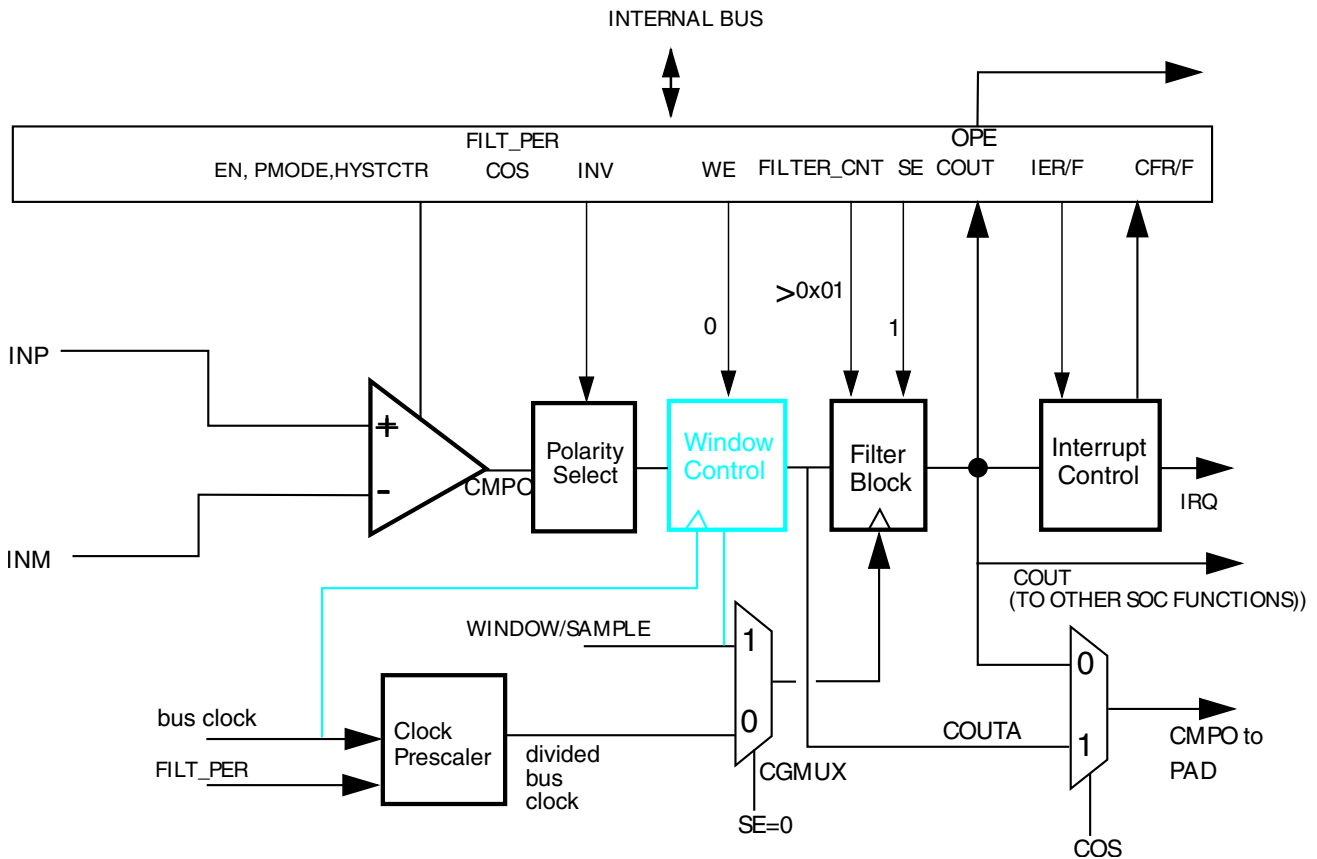 INTERNAL BUS
FILT_PER
OPE
EN, PMODE,HYSTCTR
COS
INV
WE
FILTER_CNT
SE
COUT
IER/F
CFR/F
0
>0x01
1
INP
INM
+
-
CMPO
Polarity
Select
Window
Control
Filter
Block
Interrupt
Control
IRQ
COUT
(TO OTHER SOC FUNCTIONS))
WINDOW/SAMPLE
1
0
CGMUX
SE=0
bus clock
FILT_PER
Clock
Prescaler
divided
bus
clock
COUTA
0
1
CMPO to
PAD
COS